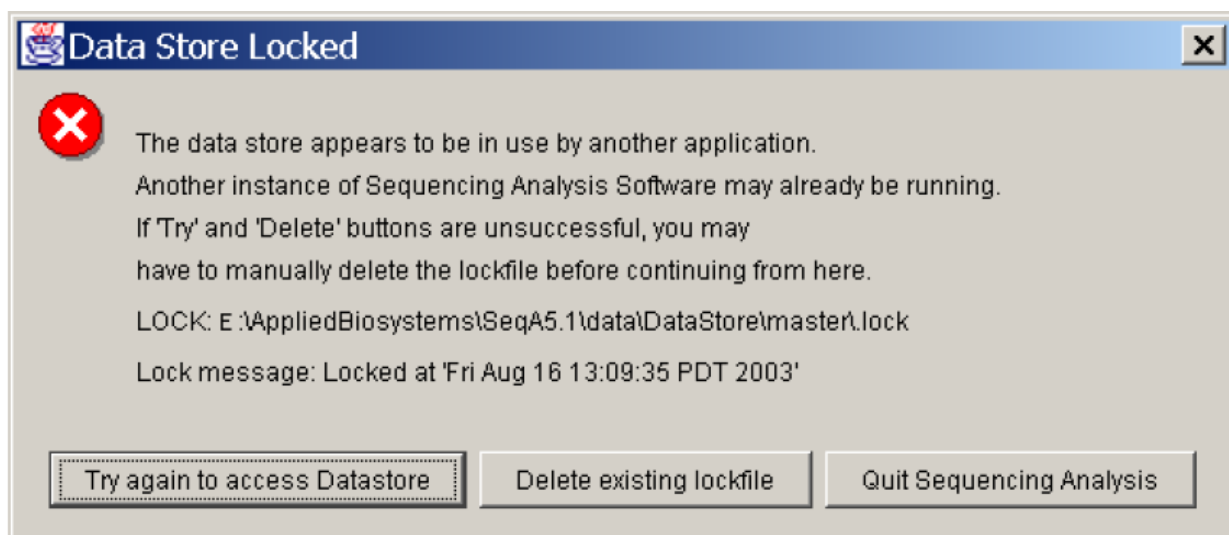 Data Store Locked
The data store appears to be in use by another application.
Another instance of Sequencing Analysis Software may already be running.
If 'Try' and 'Delete' buttons are unsuccessful, you may
have to manually delete the lockfile before continuing from here.
LOCK: E:\AppliedBiosystems\SeqA5.1\data\DataStore\master\.lock
Lock message: Locked at 'Fri Aug 16 13:09:35 PDT 2003'
Try again to access Datastore
Delete existing lockfile
Quit Sequencing Analysis